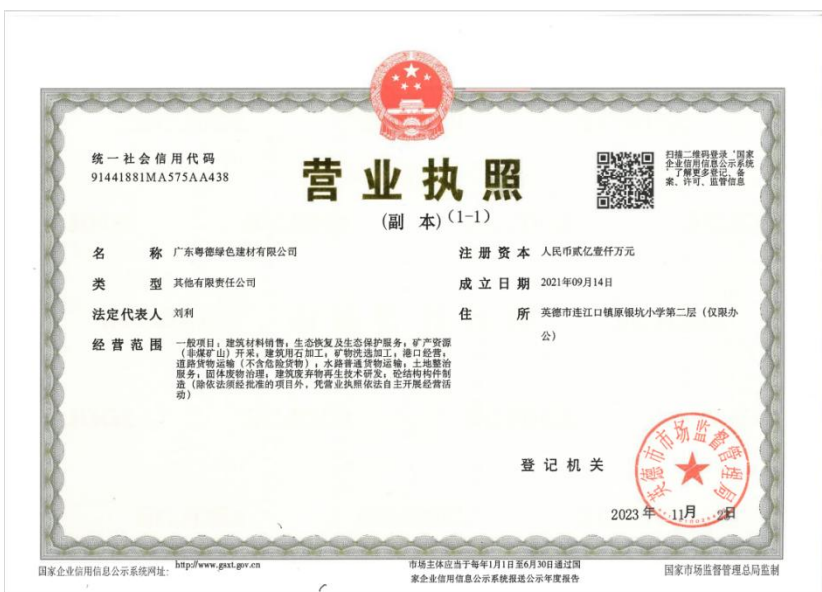 统一社会信用代码
91441881MA575AA438
营业执照
(副 本)(1-1)
扫描二维码登录‘国家
企业信用信息公示系统
’了解更多登记、备
案、许可、监管信息
名 称 广东粤德绿色建材有限公司
类 型 其他有限责任公司
法定代表人 刘利
经营范围 一般项目：建筑材料销售；生态恢复及生态保护服务；矿产资源
（非煤矿山）开采；建筑用石加工；矿物洗选加工；港口经营；
道路货物运输（不含危险货物）；水路普通货物运输；土地整治
服务；固体废物治理；建筑废弃物再生技术研发；砼结构构件制
造（除依法须经批准的项目外，凭营业执照依法自主开展经营活
动）
注册资本 人民币贰亿壹仟万元
成立日期 2021年09月14日
住 所 英德市连江口镇原银坑小学第二层（仅限办
公）
登记机关
英德市市场监督管理局
2023 年 11月 日
国家企业信用信息公示系统网址：
http://www.gsxt.gov.cn
市场主体应当于每年1月1日至6月30日通过国
家企业信用信息公示系统报送公示年度报告
国家市场监督管理总局监制